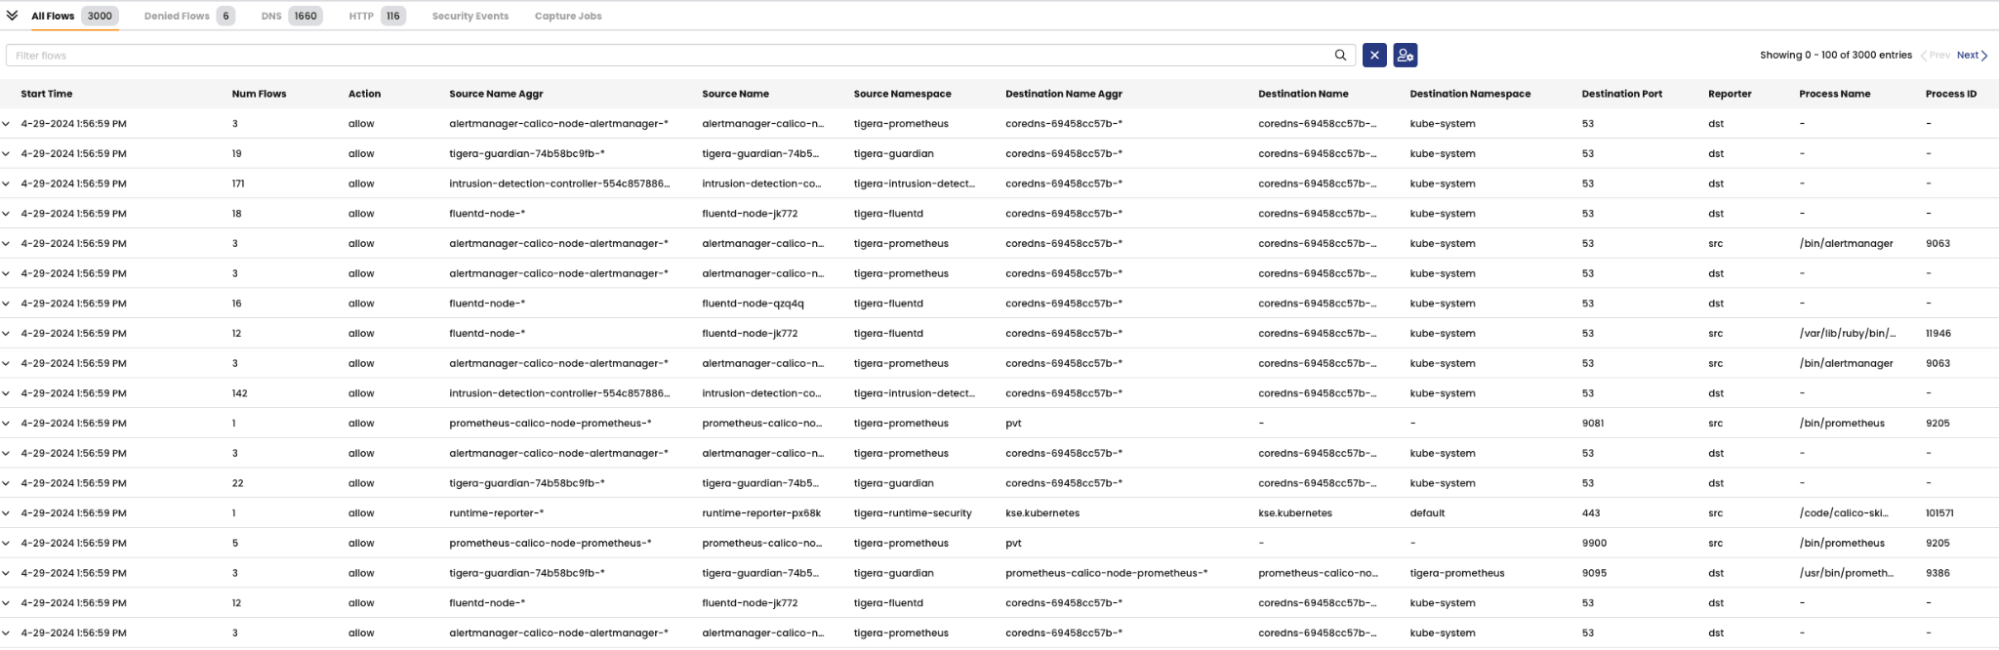 All Flows 3000 Denied Flows 6 DNS 1660 HTTP 116 Security Events Capture Jobs
Filter flows Showing 0 - 100 of 3000 entries Prev Next
Start Time Num Flows Action Source Name Aggr Source Name Source Namespace Destination Name Aggr Destination Name Destination Namespace Destination Port Reporter Process Name Process ID
4-29-2024 1:56:59 PM 3 allow alertmanager-calico-node-alertmanager-* alertmanager-calico-n... tigera-prometheus coredns-69458cc57b-* coredns-69458cc57b-... kube-system 53 dst - -
4-29-2024 1:56:59 PM 19 allow tigera-guardian-74b58bc9fb-* tigera-guardian-74b5... tigera-guardian coredns-69458cc57b-* coredns-69458cc57b-... kube-system 53 dst - -
4-29-2024 1:56:59 PM 171 allow intrusion-detection-controller-554c857886... intrusion-detection-co... tigera-intrusion-detect... coredns-69458cc57b-* coredns-69458cc57b-... kube-system 53 dst - -
4-29-2024 1:56:59 PM 18 allow fluentd-node-* fluentd-node-jk772 tigera-fluentd coredns-69458cc57b-* coredns-69458cc57b-... kube-system 53 dst - -
4-29-2024 1:56:59 PM 3 allow alertmanager-calico-node-alertmanager-* alertmanager-calico-n... tigera-prometheus coredns-69458cc57b-* coredns-69458cc57b-... kube-system 53 src /bin/alertmanager 9063
4-29-2024 1:56:59 PM 3 allow alertmanager-calico-node-alertmanager-* alertmanager-calico-n... tigera-prometheus coredns-69458cc57b-* coredns-69458cc57b-... kube-system 53 dst - -
4-29-2024 1:56:59 PM 16 allow fluentd-node-* fluentd-node-qzq4q tigera-fluentd coredns-69458cc57b-* coredns-69458cc57b-... kube-system 53 dst - -
4-29-2024 1:56:59 PM 12 allow fluentd-node-* fluentd-node-jk772 tigera-fluentd coredns-69458cc57b-* coredns-69458cc57b-... kube-system 53 src /var/lib/ruby/bin/... 11946
4-29-2024 1:56:59 PM 3 allow alertmanager-calico-node-alertmanager-* alertmanager-calico-n... tigera-prometheus coredns-69458cc57b-* coredns-69458cc57b-... kube-system 53 src /bin/alertmanager 9063
4-29-2024 1:56:59 PM 142 allow intrusion-detection-controller-554c857886... intrusion-detection-co... tigera-intrusion-detect... coredns-69458cc57b-* coredns-69458cc57b-... kube-system 53 dst - -
4-29-2024 1:56:59 PM 1 allow prometheus-calico-node-prometheus-* prometheus-calico-no... tigera-prometheus pvt - - 9081 src /bin/prometheus 9205
4-29-2024 1:56:59 PM 3 allow alertmanager-calico-node-alertmanager-* alertmanager-calico-n... tigera-prometheus coredns-69458cc57b-* coredns-69458cc57b-... kube-system 53 dst - -
4-29-2024 1:56:59 PM 22 allow tigera-guardian-74b58bc9fb-* tigera-guardian-74b5... tigera-guardian coredns-69458cc57b-* coredns-69458cc57b-... kube-system 53 dst - -
4-29-2024 1:56:59 PM 1 allow runtime-reporter-* runtime-reporter-px68k tigera-runtime-security kse.kubernetes kse.kubernetes default 443 src /code/calico-ski... 101571
4-29-2024 1:56:59 PM 5 allow prometheus-calico-node-prometheus-* prometheus-calico-no... tigera-prometheus pvt - - 9900 src /bin/prometheus 9205
4-29-2024 1:56:59 PM 3 allow tigera-guardian-74b58bc9fb-* tigera-guardian-74b5... tigera-guardian prometheus-calico-node-prometheus-* prometheus-calico-no... tigera-prometheus 9095 dst /usr/bin/prometh... 9386
4-29-2024 1:56:59 PM 12 allow fluentd-node-* fluentd-node-jk772 tigera-fluentd coredns-69458cc57b-* coredns-69458cc57b-... kube-system 53 dst - -
4-29-2024 1:56:59 PM 3 allow alertmanager-calico-node-alertmanager-* alertmanager-calico-n... tigera-prometheus coredns-69458cc57b-* coredns-69458cc57b-... kube-system 53 dst - -